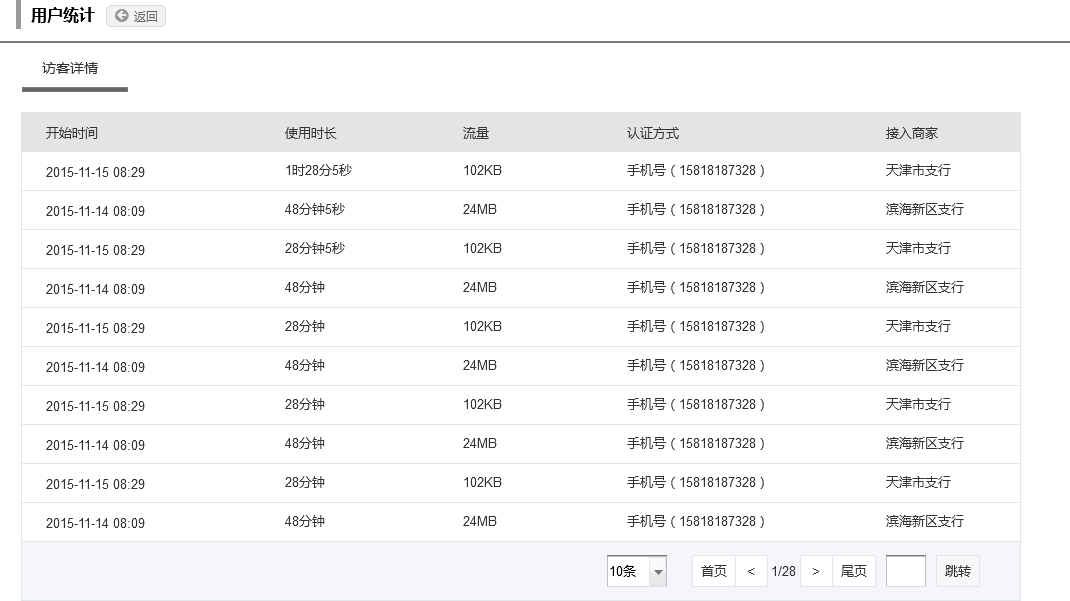 用户统计 返回
访客详情
开始时间 使用时长 流量 认证方式 接入商家
2015-11-15 08:29 1时28分5秒 102KB 手机号（15818187328） 天津市支行
2015-11-14 08:09 48分钟5秒 24MB 手机号（15818187328） 滨海新区支行
2015-11-15 08:29 28分钟5秒 102KB 手机号（15818187328） 天津市支行
2015-11-14 08:09 48分钟 24MB 手机号（15818187328） 滨海新区支行
2015-11-15 08:29 28分钟 102KB 手机号（15818187328） 天津市支行
2015-11-14 08:09 48分钟 24MB 手机号（15818187328） 滨海新区支行
2015-11-15 08:29 28分钟 102KB 手机号（15818187328） 天津市支行
2015-11-14 08:09 48分钟 24MB 手机号（15818187328） 滨海新区支行
2015-11-15 08:29 28分钟 102KB 手机号（15818187328） 天津市支行
2015-11-14 08:09 48分钟 24MB 手机号（15818187328） 滨海新区支行
10条 首页 < 1/28 > 尾页 跳转